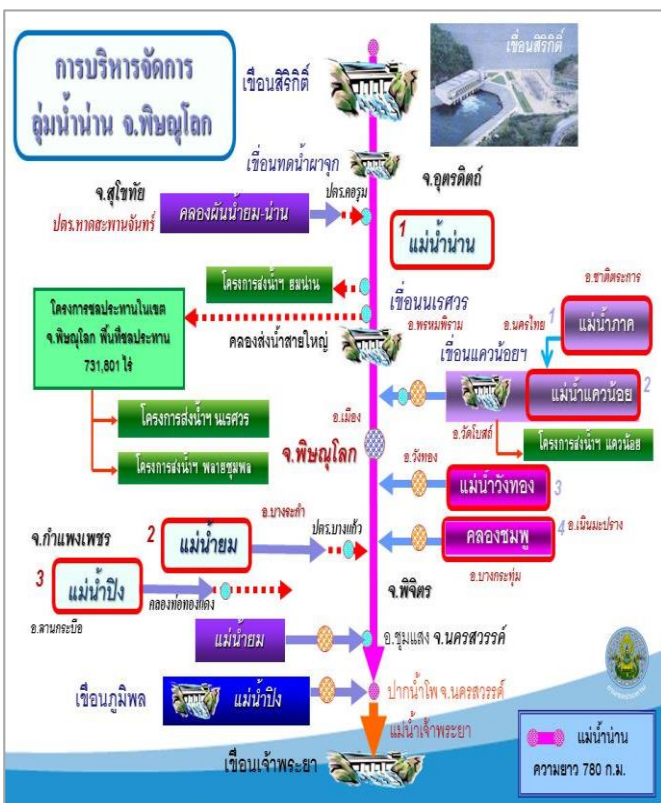 การบริหารจัดการ
ลุ่มน้ำน่าน จ.พิษณุโลก
เขื่อนสิริกิติ์
เขื่อนสิริกิติ์
เขื่อนทดน้ำผาจุก
จ.อุตรดิตถ์
จ.สุโขทัย
ปตร.หาดสะพานจันทร์
คลองผันน้ำยม-น่าน
ปตร.คอรุม
1
แม่น้ำน่าน
โครงการส่งน้ำฯ ยมน่าน
โครงการชลประทานในเขต
จ.พิษณุโลก พื้นที่ชลประทาน
731,801 ไร่
คลองส่งน้ำสายใหญ่
เขื่อนนเรศวร
อ.พรหมพิราม
อ.ชาติตระการ
อ.นครไทย
1
แม่น้ำภาค
เขื่อนแควน้อยฯ
แม่น้ำแควน้อย
2
โครงการส่งน้ำฯ นเรศวร
โครงการส่งน้ำฯ พลายชุมพล
อ.เมือง
จ.พิษณุโลก
อ.วัดโบสถ์
โครงการส่งน้ำฯ แควน้อย
อ.วังทอง
แม่น้ำวังทอง
3
คลองชมพู
4
อ.เนินมะปราง
อ.บางกระทุ่ม
อ.บางระกำ
จ.กำแพงเพชร
2
แม่น้ำยม
ปตร.บางแก้ว
3
แม่น้ำปิง
คลองท่อทองแดง
อ.ลานกระบือ
จ.พิจิตร
แม่น้ำยม
อ.ชุมแสง จ.นครสวรรค์
เขื่อนภูมิพล
แม่น้ำปิง
ปากน้ำโพ จ.นครสวรรค์
แม่น้ำเจ้าพระยา
เขื่อนเจ้าพระยา
แม่น้ำน่าน
ความยาว 780 ก.ม.